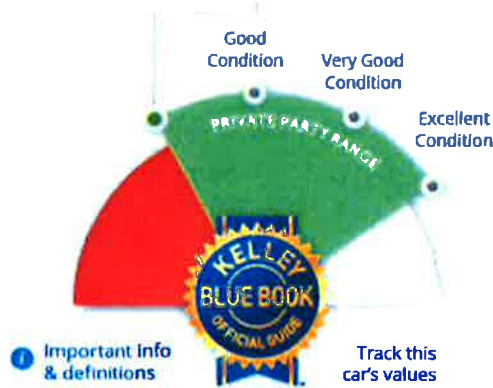 Good
Condition
Very Good
Condition
Excellent
Condition
PRIVATE PARTY RANGE
KELLEY
BLUE BOOK
OFFICIAL GUIDE
Important info
& definitions
Track this
car's values